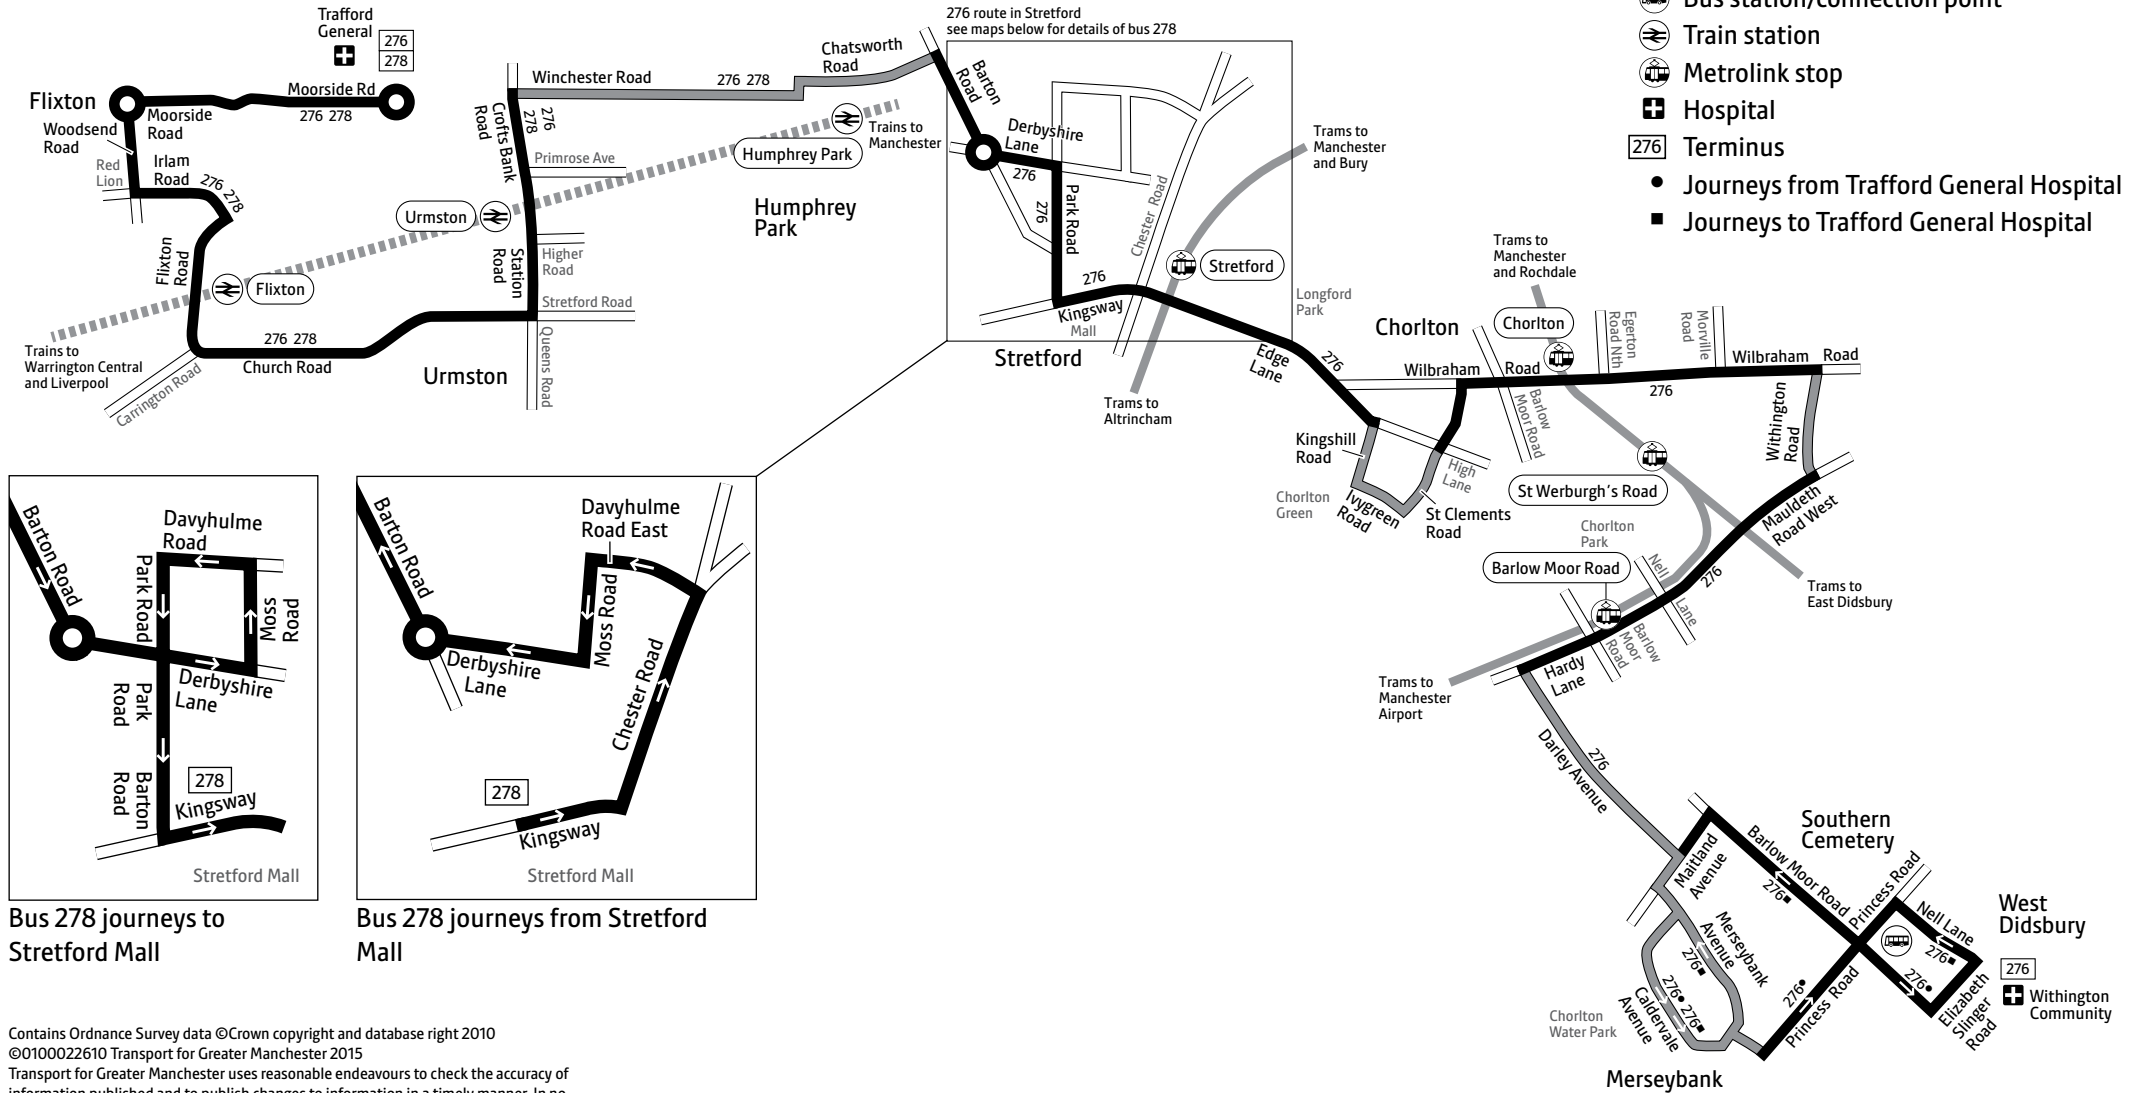 Trafford
General
276
278
Flixton
Moorside Rd
276 278
Moorside
Road
Woodsend
Road
Red
Lion
Irlam
Road
276 278
Flixton
Road
Flixton
Trains to
Warrington Central
and Liverpool
Carrington Road
276 278
Church Road
Urmston
Urmston
Winchester Road
276 278
Chatsworth
Road
Crofts Bank
Road
276
278
Primrose Ave
Humphrey Park
Trains to
Manchester
Humphrey
Park
Station
Road
Higher
Road
Stretford Road
Queens Road
276 route in Stretford
see maps below for details of bus 278
Barton
Road
Derbyshire
Lane
276
276
Park Road
Chester Road
276
Kingsway
Mall
Stretford
Stretford
Trams to
Manchester
and Bury
Trams to
Altrincham
Longford
Park
Edge
Lane
276
Bus station/connection point
Train station
Metrolink stop
Hospital
276
Terminus
Journeys from Trafford General Hospital
Journeys to Trafford General Hospital
Trams to
Manchester
and Rochdale
Chorlton
Chorlton
Wilbraham
Road
Egerton
Road Nth
Morville
Road
Wilbraham
Road
276
Barlow
Moor Road
Withington
Road
Kingshill
Road
Chorlton
Green
Ivygreen
Road
High
Lane
St Clements
Road
St Werburgh's Road
Mauldeth
Road West
Chorlton
Park
Barlow Moor Road
Nell
Lane
276
Trams to
East Didsbury
Barlow
Moor
Road
Hardy
Lane
Trams to
Manchester
Airport
276
Darley Avenue
Maitland
Avenue
Barlow Moor Road
276
Southern
Cemetery
Princess Road
Nell Lane
276
West
Didsbury
276
Withington
Community
276
Elizabeth
Slinger
Road
Merseybank
Avenue
276
276
276
Caldervale
Avenue
276
Princess Road
Chorlton
Water Park
Merseybank
Barton Road
Davyhulme
Road
Park Road
Moss
Road
Derbyshire
Lane
Park
Road
Barton
Road
278
Kingsway
Stretford Mall
Bus 278 journeys to
Stretford Mall
Barton Road
Davyhulme
Road East
Moss Road
Derbyshire
Lane
Chester Road
278
Kingsway
Stretford Mall
Bus 278 journeys from Stretford
Mall
Contains Ordnance Survey data ©Crown copyright and database right 2010
©0100022610 Transport for Greater Manchester 2015
Transport for Greater Manchester uses reasonable endeavours to check the accuracy of
information published and to publish changes to information in a timely manner. In no